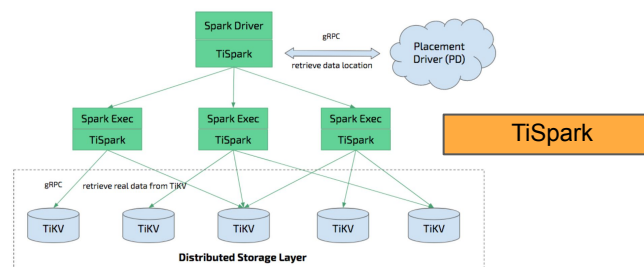 Spark Driver
TiSpark
gRPC
retrieve data location
Placement
Driver (PD)
Spark Exec
TiSpark
Spark Exec
TiSpark
Spark Exec
TiSpark
TiSpark
gRPC
retrieve real data from TiKV
TiKV
TiKV
TiKV
TiKV
TiKV
Distributed Storage Layer